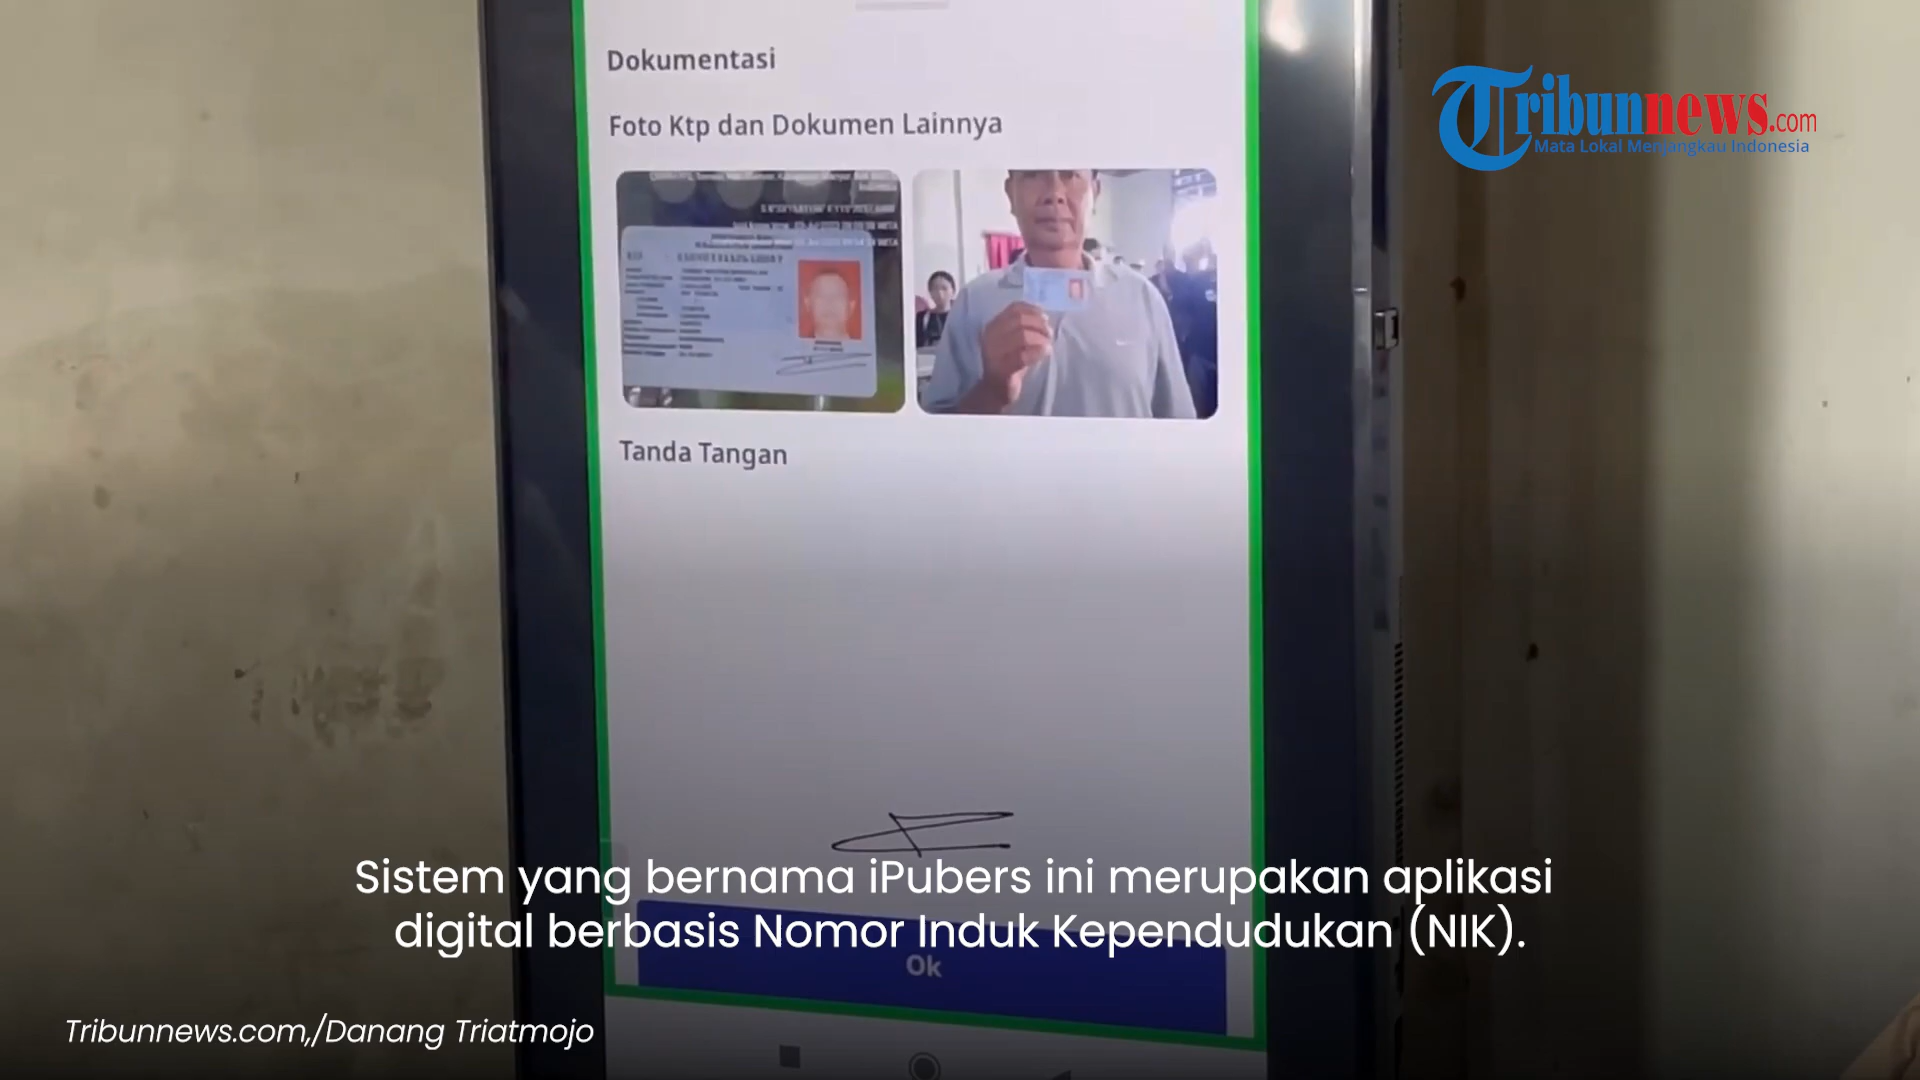 Dokumentasi
Foto Ktp dan Dokumen Lainnya
Tanda Tangan
Tribunnews.com
Mata Lokal Menjangkau Indonesia
Sistem yang bernama iPubers ini merupakan aplikasi
digital berbasis Nomor Induk Kependudukan (NIK).
Ok
Tribunnews.com,/Danang Triatmojo